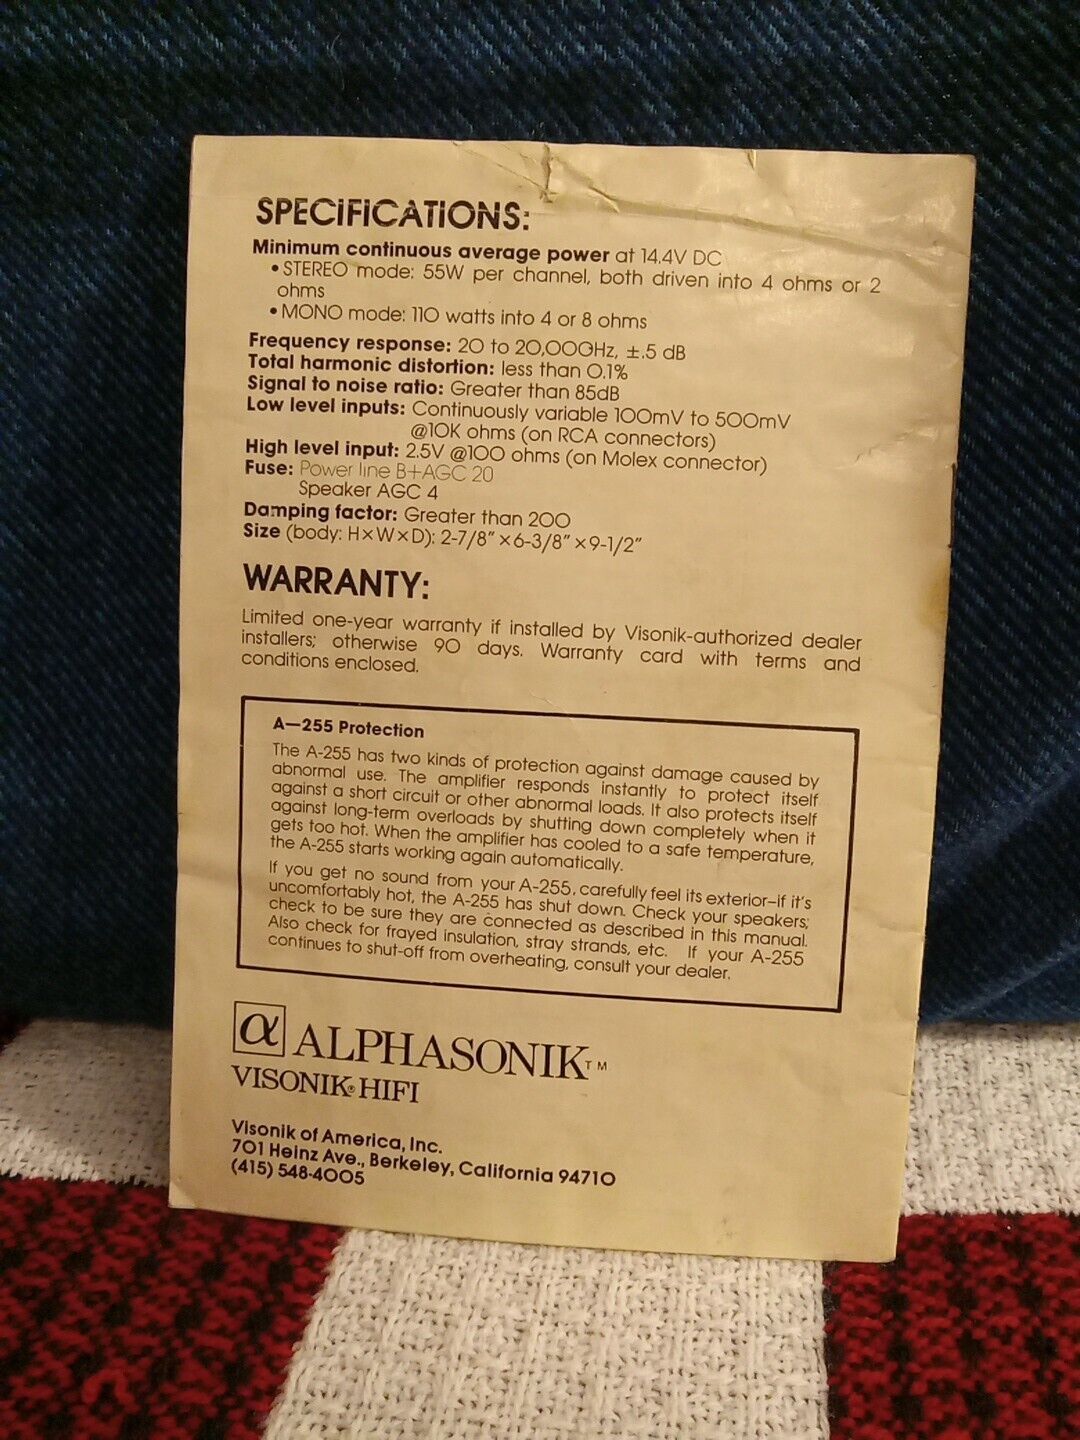 SPECIFICATIONS:
Minimum continuous average power at 14.4V DC
• STEREO mode: 55W per channel, both driven into 4 ohms or 2
ohms
• MONO mode: 110 watts into 4 or 8 ohms
Frequency response: 20 to 20,000Hz, ±.5 dB
Total harmonic distortion: less than 0.1%
Signal to noise ratio: Greater than 85dB
Low level inputs: Continuously variable 100mV to 500mV
@10K ohms (on RCA connectors)
High level input: 2.5V @100 ohms (on Molex connector)
Fuse: Power line B+AGC 20
Speaker AGC 4
Damping factor: Greater than 200
Size (body: H×W×D): 2-7/8" × 6-3/8" × 9-1/2"
WARRANTY:
Limited one-year warranty if installed by Visonik-authorized dealer
installers; otherwise 90 days. Warranty card with terms and
conditions enclosed.
A—255 Protection
The A-255 has two kinds of protection against damage caused by
abnormal use. The amplifier responds instantly to protect itself
against a short circuit or other abnormal loads. It also protects itself
against long-term overloads by shutting down completely when it
gets too hot. When the amplifier has cooled to a safe temperature,
the A-255 starts working again automatically.
If you get no sound from your A-255, carefully feel its exterior–if it's
uncomfortably hot, the A-255 has shut down. Check your speakers;
check to be sure they are connected as described in this manual.
Also check for frayed insulation, stray strands, etc. If your A-255
continues to shut-off from overheating, consult your dealer.
α ALPHASONIK™
VISONIK® HIFI
Visonik of America, Inc.
701 Heinz Ave., Berkeley, California 94710
(415) 548-4005